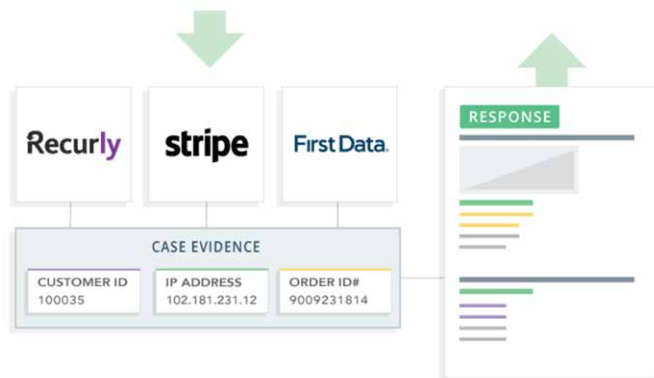 Recurly
stripe
First Data.
RESPONSE
CASE EVIDENCE
CUSTOMER ID
100035
IP ADDRESS
102.181.231.12
ORDER ID#
9009231814